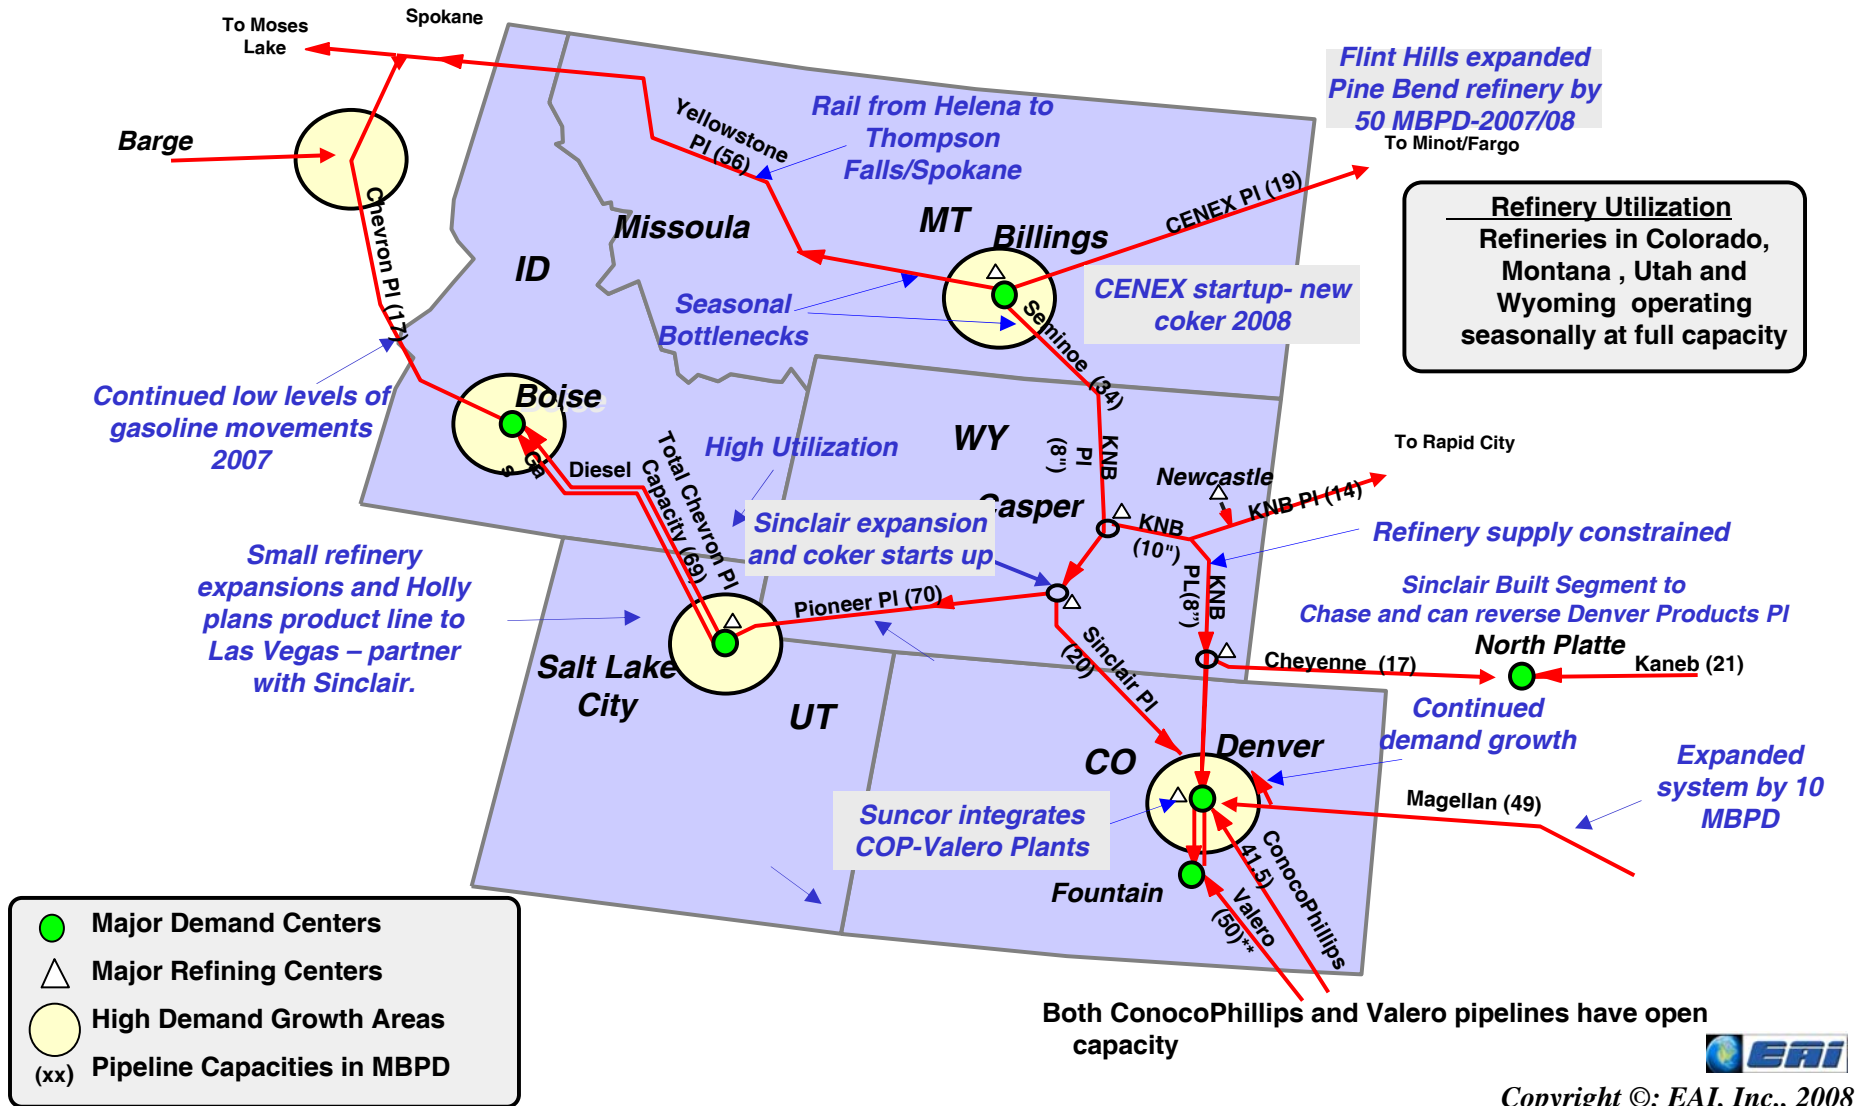 To Moses
Lake
Spokane
Barge
Flint Hills expanded
Pine Bend refinery by
50 MBPD-2007/08
To Minot/Fargo
Yellowstone
Pl (56)
Rail from Helena to
Thompson
Falls/Spokane
CENEX Pl (19)
Refinery Utilization
Refineries in Colorado,
Montana , Utah and
Wyoming operating
seasonally at full capacity
Chevron Pl (17)
Missoula
MT
Billings
ID
Seasonal
Bottlenecks
Seminoe (34)
CENEX startup- new
coker 2008
Continued low levels of
gasoline movements
2007
Boise
Ga
s
Diesel
Total Chevron Pl
Capacity (69)
High Utilization
WY
KNB
Pl
(8")
Newcastle
To Rapid City
KNB Pl (14)
Casper
KNB
(10")
Sinclair expansion
and coker starts up
Refinery supply constrained
Small refinery
expansions and Holly
plans product line to
Las Vegas – partner
with Sinclair.
Pioneer Pl (70)
KNB
PL(8")
Sinclair Built Segment to
Chase and can reverse Denver Products Pl
North Platte
Cheyenne (17)
Kaneb (21)
Sinclair Pl
(20)
Salt Lake
City
UT
Continued
demand growth
CO
Denver
Expanded
system by 10
MBPD
Magellan (49)
Suncor integrates
COP-Valero Plants
ConocoPhillips
41.5)
Fountain
Valero
(50)**
Major Demand Centers
Major Refining Centers
High Demand Growth Areas
(xx) Pipeline Capacities in MBPD
Both ConocoPhillips and Valero pipelines have open
capacity
EAI
Copyright ©: EAI, Inc., 2008